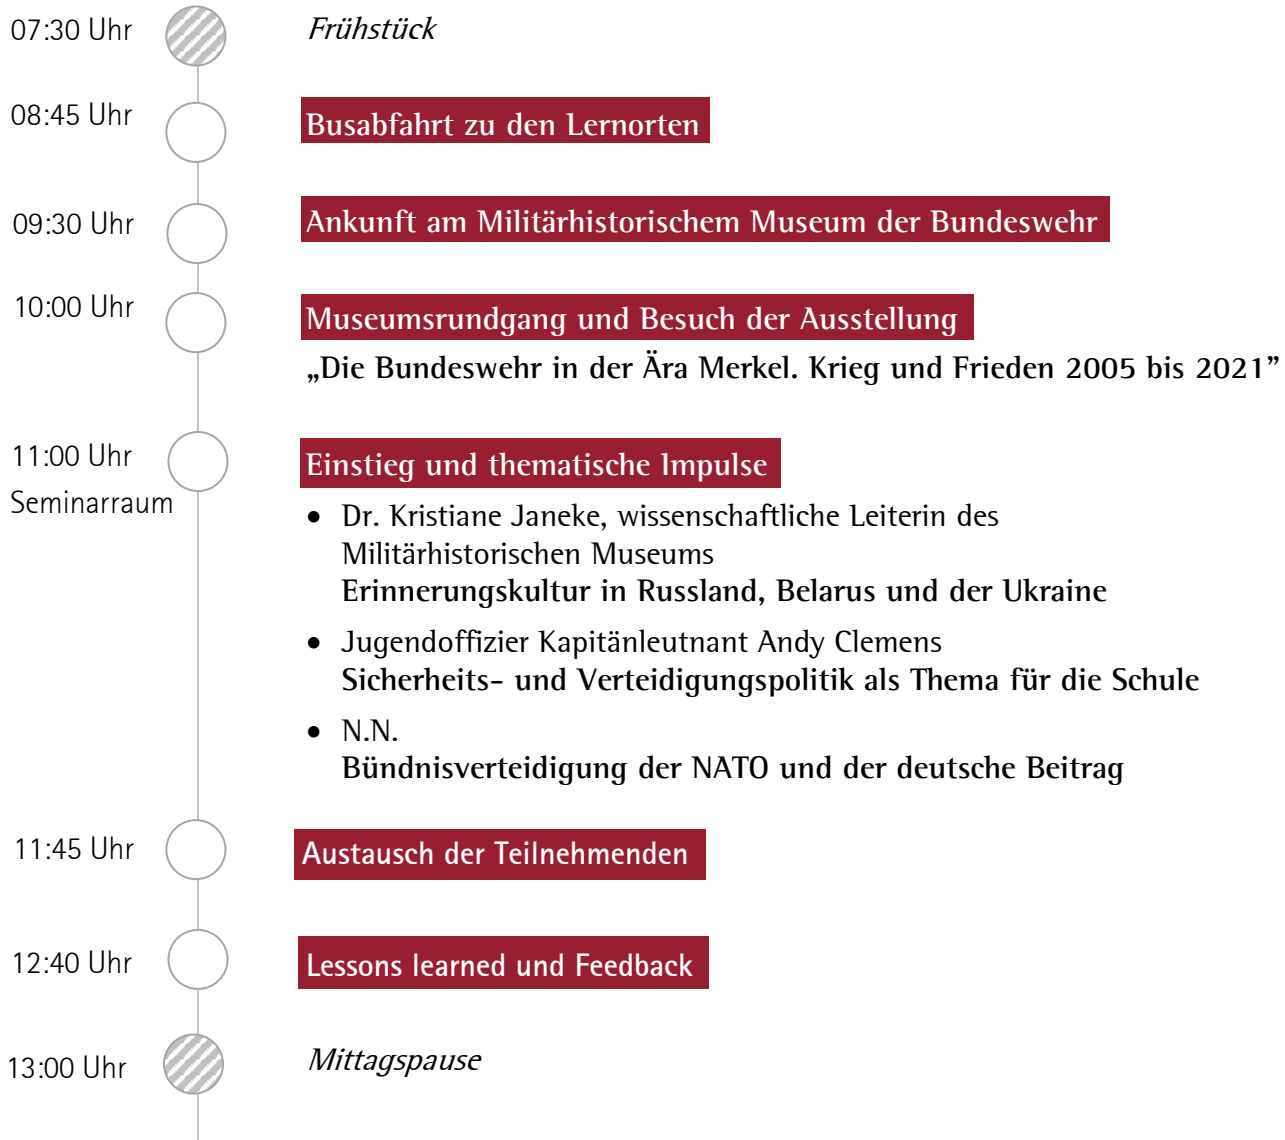 07:30 Uhr Frühstück
08:45 Uhr Busabfahrt zu den Lernorten
09:30 Uhr Ankunft am Militärhistorischem Museum der Bundeswehr
10:00 Uhr Museumsrundgang und Besuch der Ausstellung
„Die Bundeswehr in der Ära Merkel. Krieg und Frieden 2005 bis 2021”
11:00 Uhr Einstieg und thematische Impulse
Seminarraum
• Dr. Kristiane Janeke, wissenschaftliche Leiterin des
Militärhistorischen Museums
Erinnerungskultur in Russland, Belarus und der Ukraine
• Jugendoffizier Kapitänleutnant Andy Clemens
Sicherheits- und Verteidigungspolitik als Thema für die Schule
• N.N.
Bündnisverteidigung der NATO und der deutsche Beitrag
11:45 Uhr Austausch der Teilnehmenden
12:40 Uhr Lessons learned und Feedback
13:00 Uhr Mittagspause